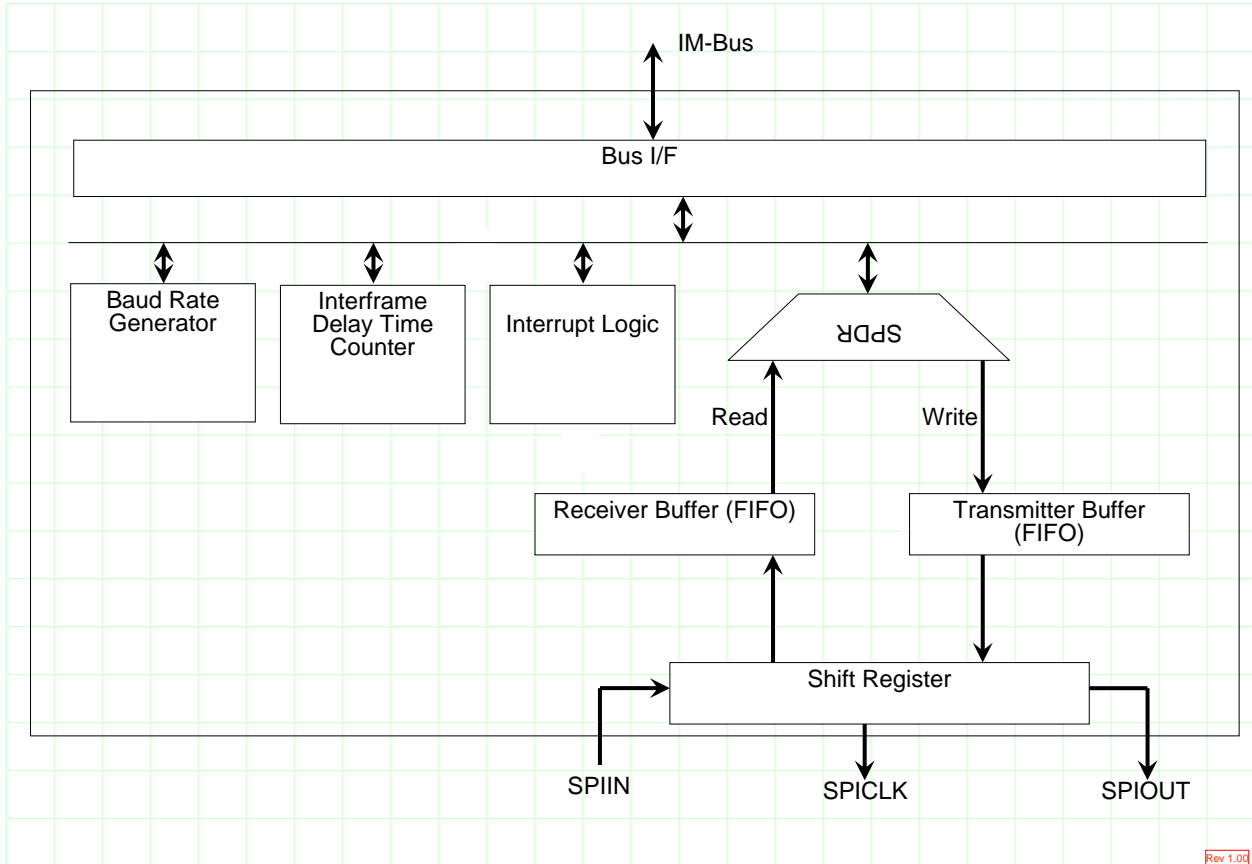 IM-Bus
Bus I/F
Baud Rate
Generator
Interframe
Delay Time
Counter
Interrupt Logic
SPDR
Read
Write
Receiver Buffer (FIFO)
Transmitter Buffer
(FIFO)
Shift Register
SPIIN
SPICLK
SPIOUT
Rev 1.00